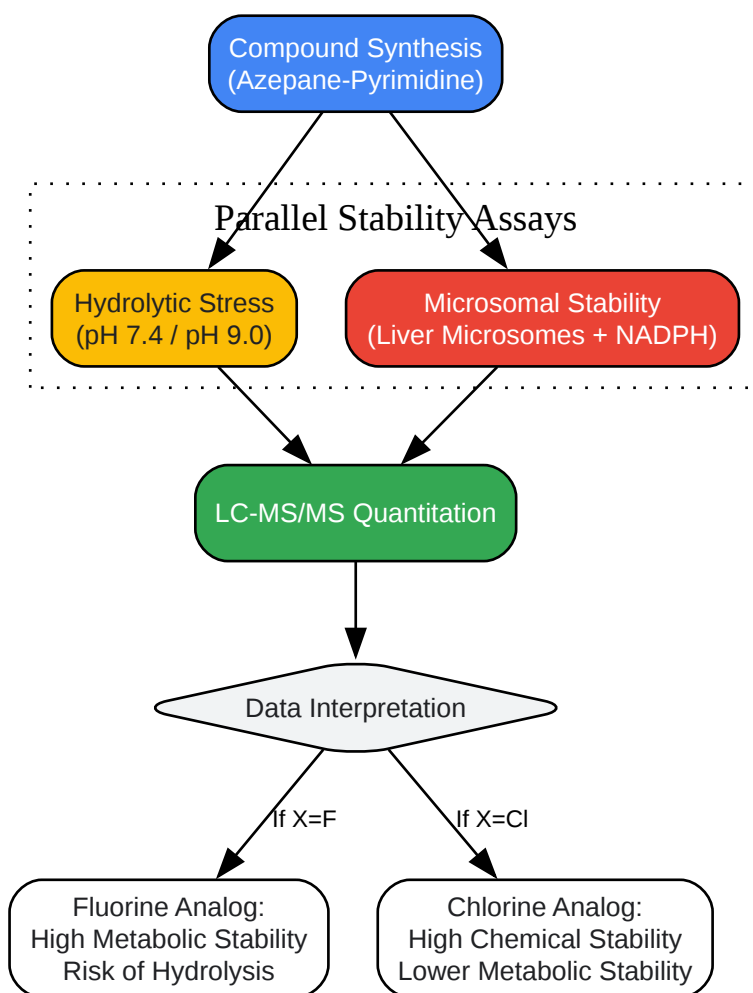 Compound Synthesis
(Azepane-Pyrimidine)
Parallel Stability Assays
Hydrolytic Stress
(pH 7.4 / pH 9.0)
Microsomal Stability
(Liver Microsomes + NADPH)
LC-MS/MS Quantitation
Data Interpretation
If X=F
If X=Cl
Fluorine Analog:
High Metabolic Stability
Risk of Hydrolysis
Chlorine Analog:
High Chemical Stability
Lower Metabolic Stability